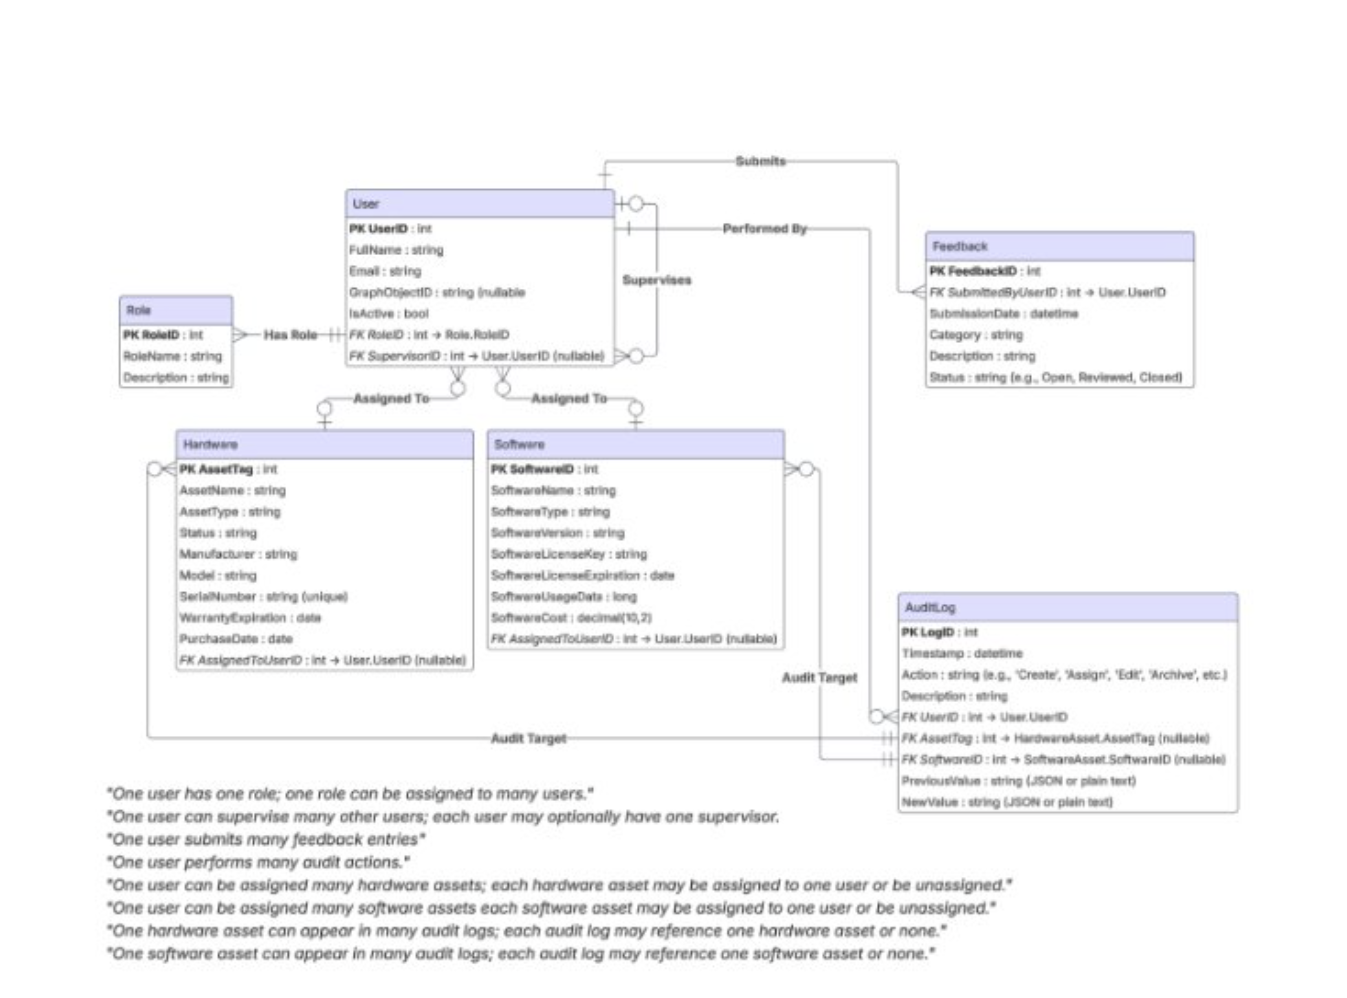 Submits
User
PK UserID : int
FullName : string
Email : string
GraphObjectID : string (nullable
IsActive : bool
FK RoleID : int → Role.RoleID
FK SupervisorID : int → User.UserID (nullable)
Performed By
Supervises
Feedback
PK FeedbackID : int
FK SubmittedByUserID : int → User.UserID
SubmissionDate : datetime
Category : string
Description : string
Status : string (e.g., Open, Reviewed, Closed)
Role
PK RoleID : int
RoleName : string
Description : string
Has Role
Assigned To
Assigned To
Hardware
PK AssetTag : int
AssetName : string
AssetType : string
Status : string
Manufacturer : string
Model : string
SerialNumber : string (unique)
WarrantyExpiration : date
PurchaseDate : date
FK AssignedToUserID : int → User.UserID (nullable)
Software
PK SoftwareID : int
SoftwareName : string
SoftwareType : string
SoftwareVersion : string
SoftwareLicenseKey : string
SoftwareLicenseExpiration : date
SoftwareUsageData : long
SoftwareCost : decimal(10,2)
FK AssignedToUserID : int → User.UserID (nullable)
AuditLog
PK LogID : int
Timestamp : datetime
Action : string (e.g., 'Create', 'Assign', 'Edit', 'Archive', etc.)
Description : string
FK UserID : int → User.UserID
FK AssetTag : int → HardwareAsset.AssetTag (nullable)
FK SoftwareID : int → SoftwareAsset.SoftwareID (nullable)
PreviousValue : string (JSON or plain text)
NewValue : string (JSON or plain text)
Audit Target
Audit Target
"One user has one role; one role can be assigned to many users."
"One user can supervise many other users; each user may optionally have one supervisor.
"One user submits many feedback entries"
"One user performs many audit actions."
"One user can be assigned many hardware assets; each hardware asset may be assigned to one user or be unassigned."
"One user can be assigned many software assets each software asset may be assigned to one user or be unassigned."
"One hardware asset can appear in many audit logs; each audit log may reference one hardware asset or none."
"One software asset can appear in many audit logs; each audit log may reference one software asset or none."